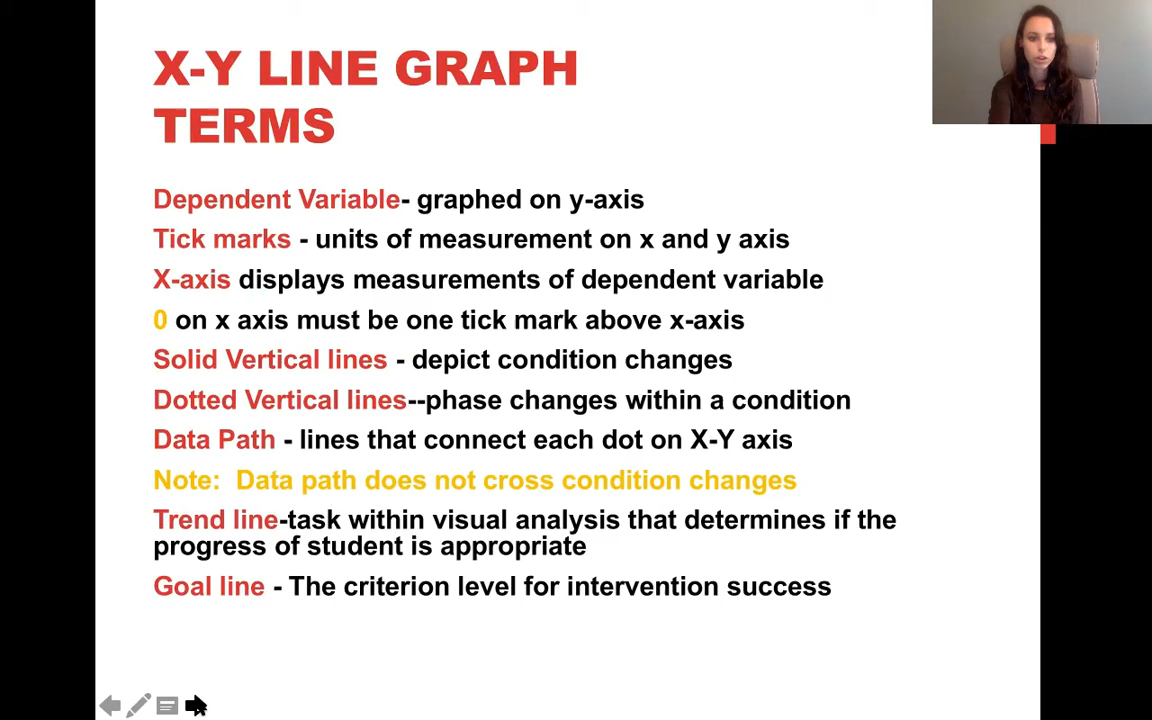 X-Y LINE GRAPH
TERMS
Dependent Variable- graphed on y-axis
Tick marks - units of measurement on x and y axis
X-axis displays measurements of dependent variable
0 on x axis must be one tick mark above x-axis
Solid Vertical lines - depict condition changes
Dotted Vertical lines--phase changes within a condition
Data Path - lines that connect each dot on X-Y axis
Note: Data path does not cross condition changes
Trend line-task within visual analysis that determines if the
progress of student is appropriate
Goal line - The criterion level for intervention success